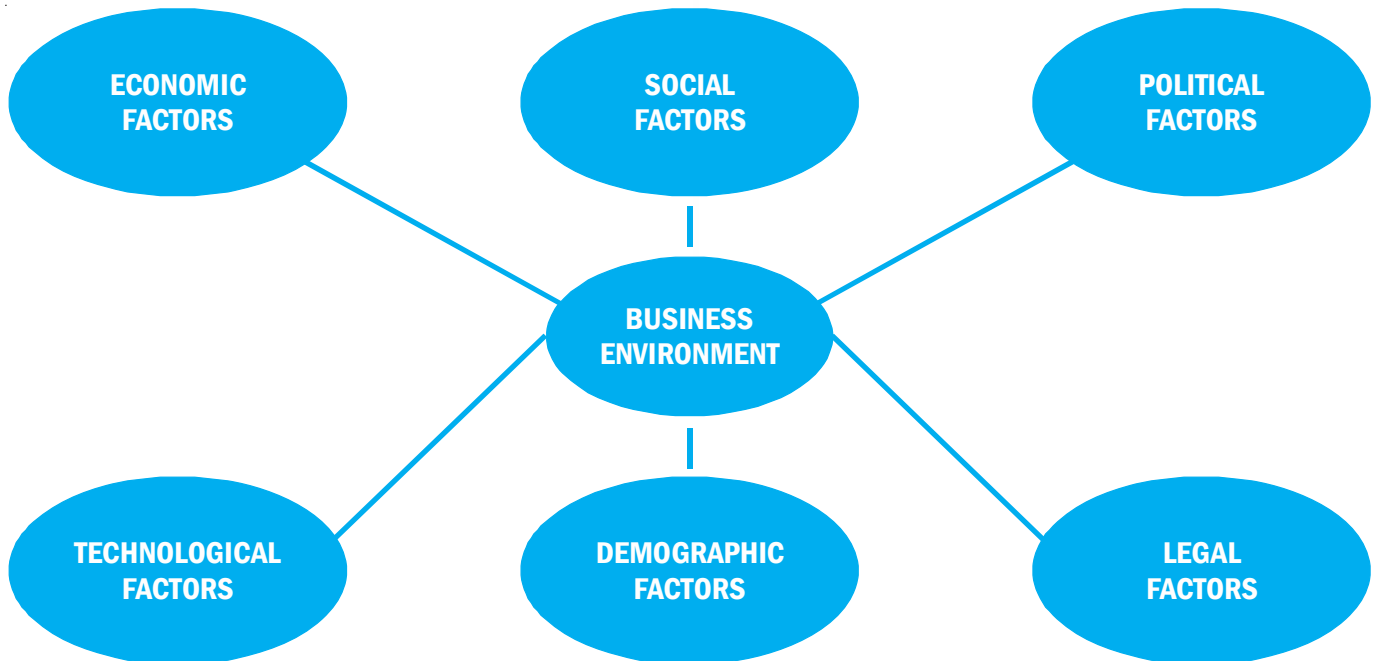 ECONOMIC
FACTORS
SOCIAL
FACTORS
POLITICAL
FACTORS
BUSINESS
ENVIRONMENT
TECHNOLOGICAL
FACTORS
DEMOGRAPHIC
FACTORS
LEGAL
FACTORS